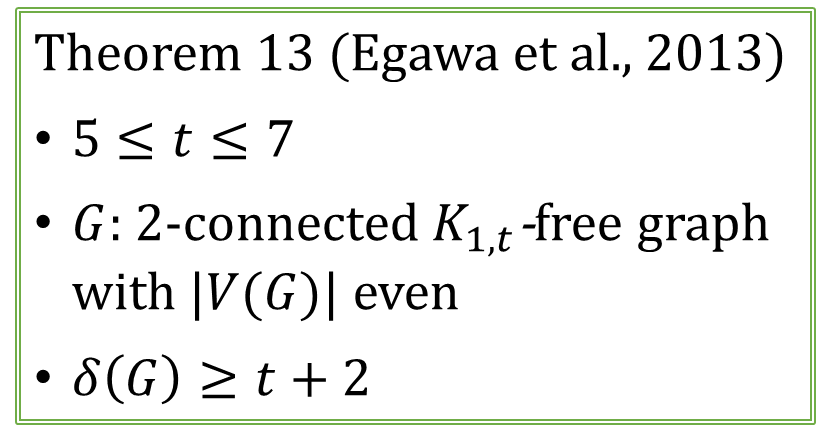 Theorem 13 (Egawa et al., 2013)
• 5 ≤ t ≤ 7
• G: 2-connected K₁,ₜ-free graph
with |V(G)| even
• δ(G) ≥ t + 2